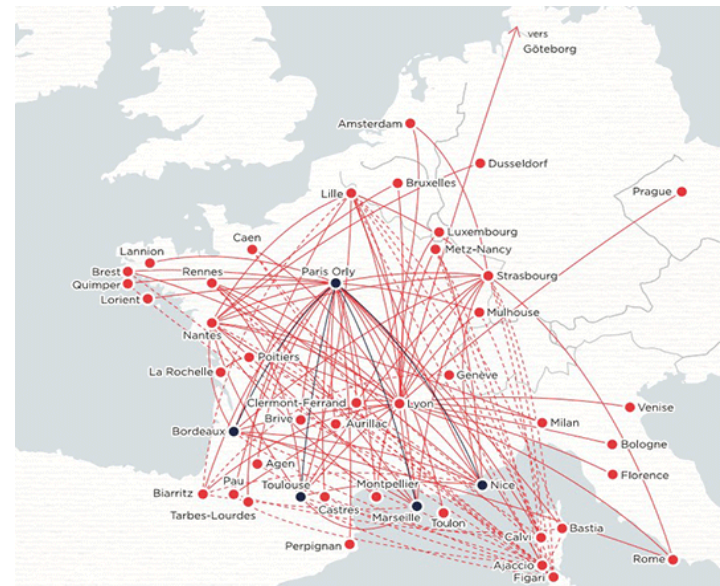 vers
Göteborg
Amsterdam
Dusseldorf
Bruxelles
Prague
Lille
Luxembourg
Caen
Metz-Nancy
Lannion
Brest
Rennes
Paris Orly
Strasbourg
Quimper
Lorient
Mulhouse
Nantes
Poitiers
La Rochelle
Genève
Clermont-Ferrand
Lyon
Venise
Brive
Aurillac
Milan
Bordeaux
Bologne
Agen
Florence
Pau
Toulouse
Montpellier
Nice
Biarritz
Castres
Marseille
Toulon
Tarbes-Lourdes
Bastia
Calvi
Perpignan
Rome
Ajaccio
Figari